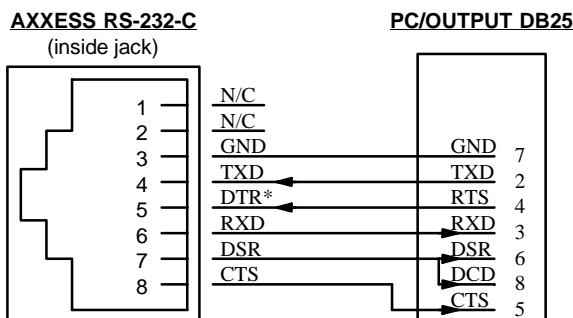 AXXESS RS-232-C PC/OUTPUT DB25
(inside jack)
1 N/C
2 N/C
3 GND GND 7
4 TXD TXD 2
5 DTR* RTS 4
6 RXD RXD 3
7 DSR DSR 6
DCD 8
8 CTS CTS 5